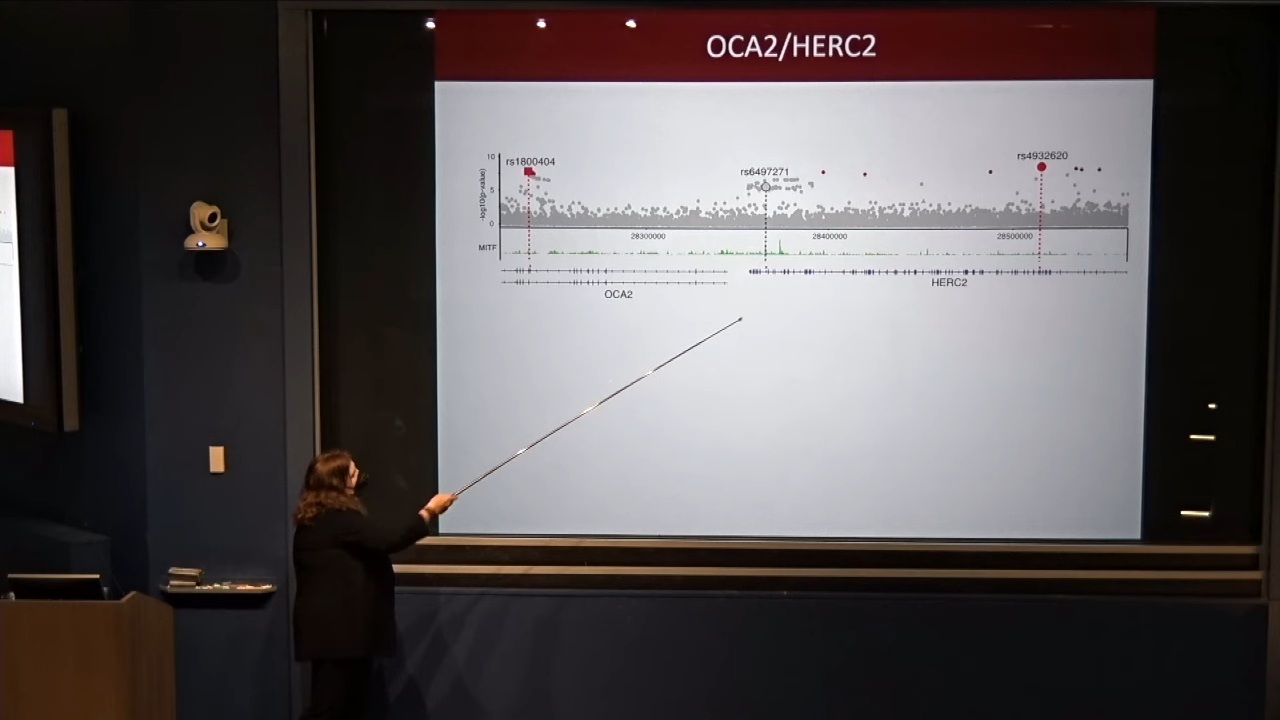 OCA2/HERC2
rs1800404
rs6497271
rs4932620
10
5
0
-log10(p-value)
28300000
28400000
28500000
MITF
OCA2
HERC2